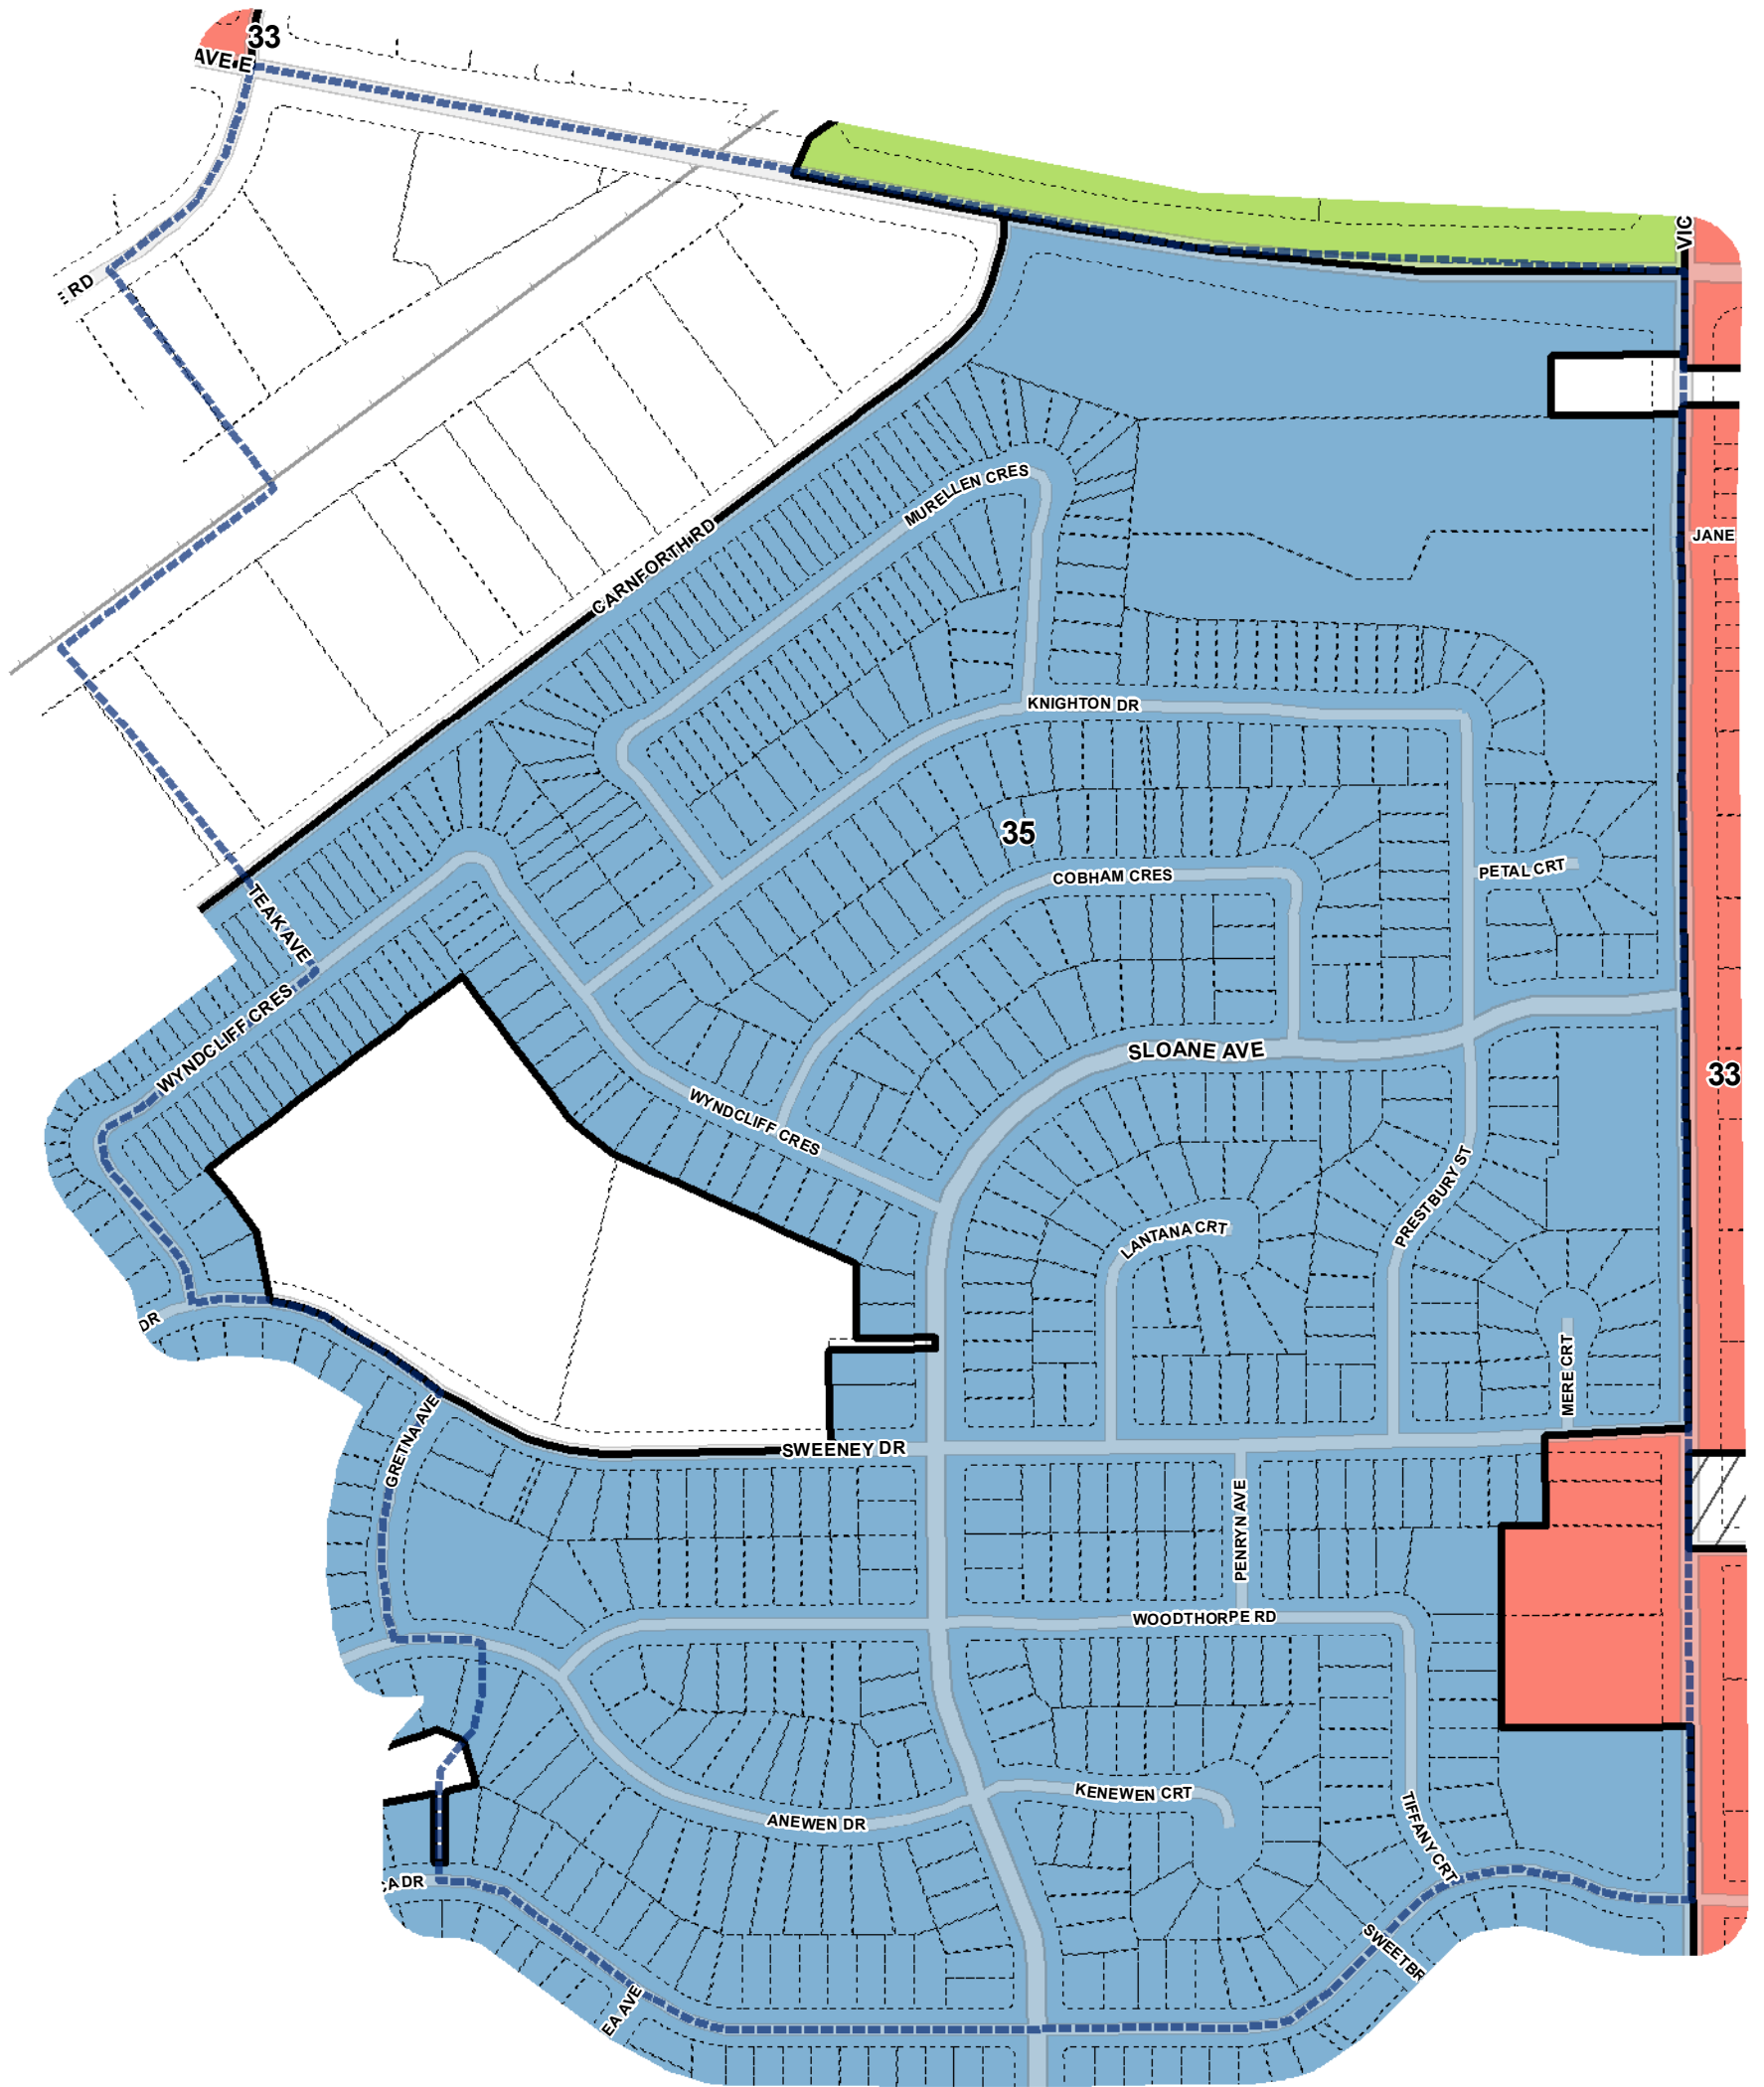 33
AVE E
VIC
E RD
MURELLEN CRES
JANE
CARNFORTH RD
KNIGHTON DR
35
PETAL CRT
COBHAM CRES
TEAK AVE
WYNDCLIFF CRES
SLOANE AVE
33
WYNDCLIFF CRES
PRESTBURY ST
LANTANA CRT
DR
MERE CRT
GRETNA AVE
SWEENEY DR
PENRYN AVE
WOODTHORPE RD
KENEWEN CRT
ANEWEN DR
TIFFANY CRT
CA DR
SWEETBR
EA AVE